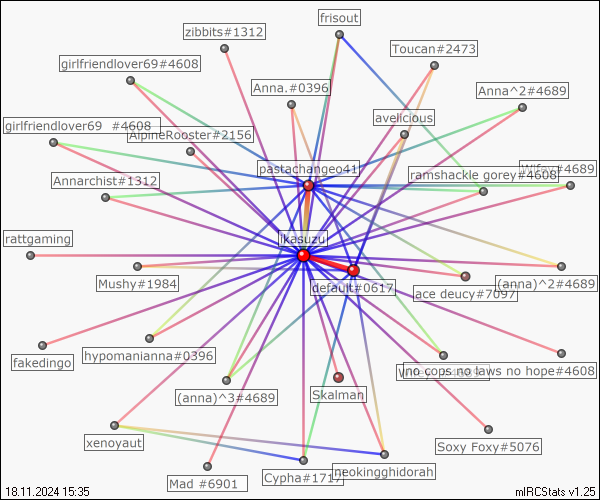 frisout
zibbits#1312
Toucan#2473
girlfriendlover69#4608
Anna.#0396
Anna^2#4689
avelicious
girlfriendlover69 #4608
AlpineRooster#2156
pastachangeo41
Wifey #4689
ramshackle gorey#4608
Annarchist#1312
rattgaming
ikasuzu
Mushy#1984
default#0617
(anna)^2#4689
ace deucy#7097
fakedingo
hypomanianna#0396
no cops no laws no hope#4608
(anna)^3#4689
Skalman
xenoyaut
Soxy Foxy#5076
neokingghidorah
Mad #6901
Cypha#1717
18.11.2024 15:35
mIRCStats v1.25